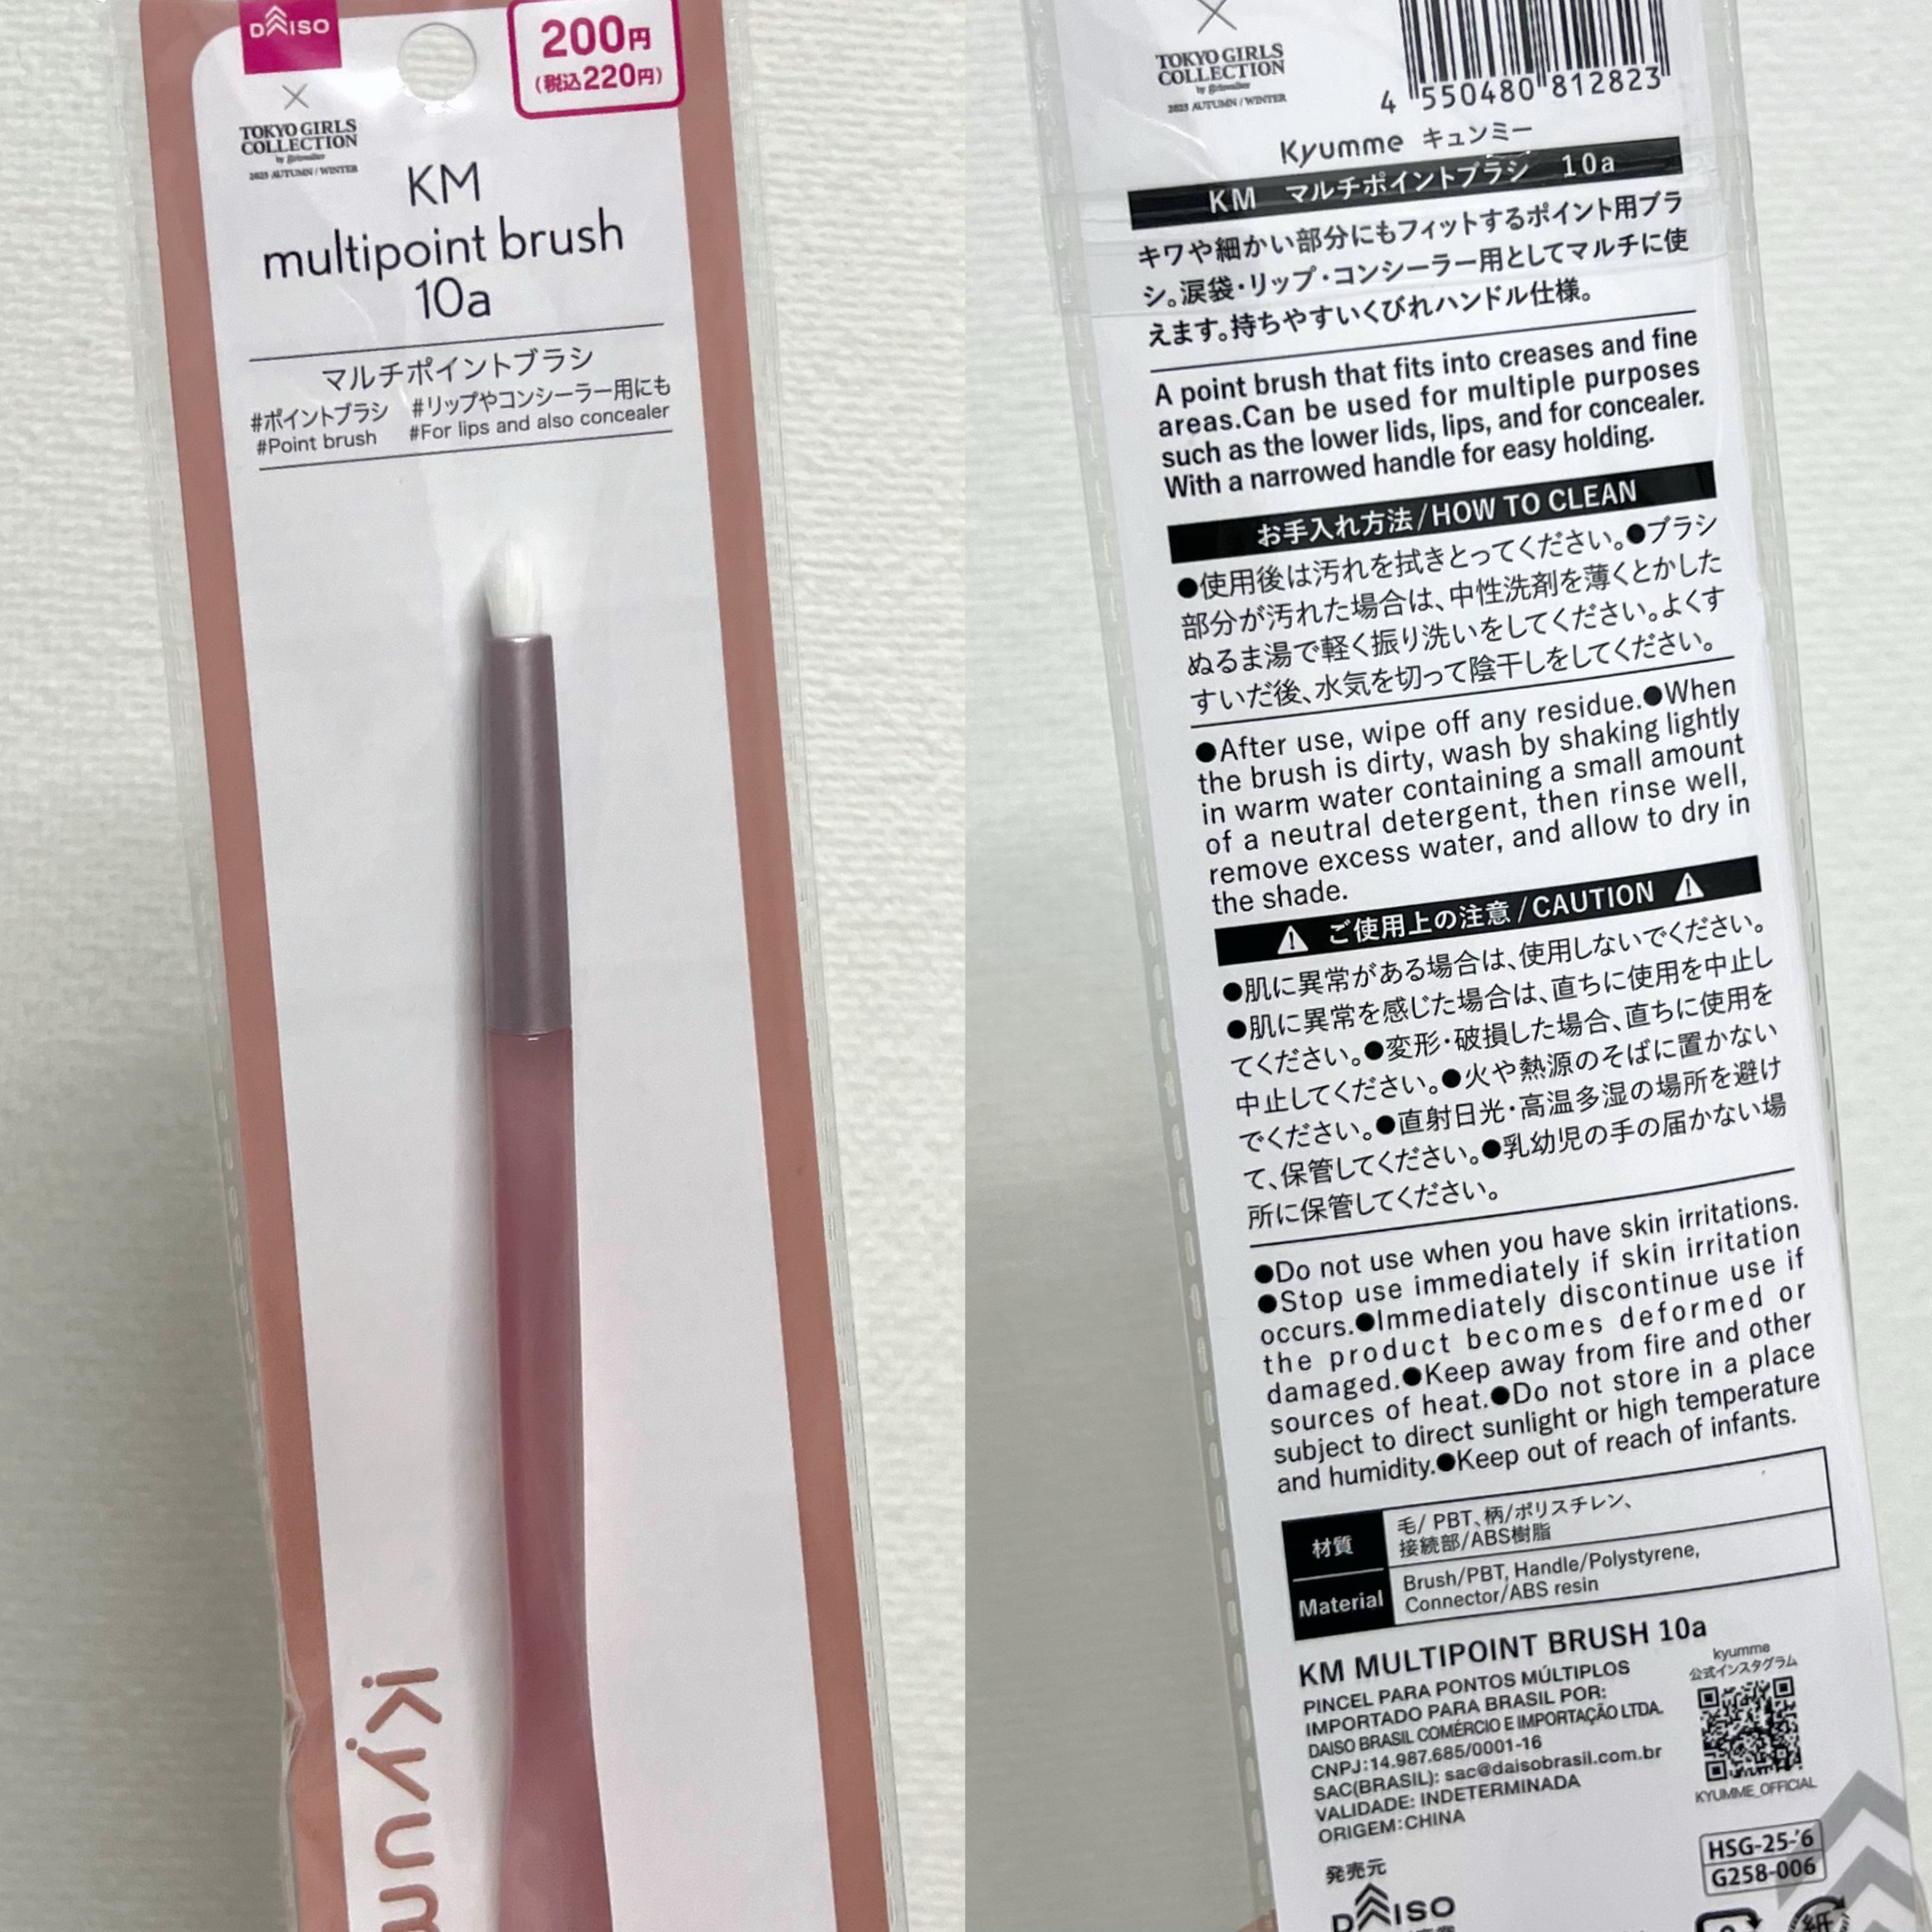 DAISO
×
TOKYO GIRLS
COLLECTION
by girlswalker
2025 AUTUMN / WINTER
200円
(税込220円)
KM
multipoint brush
10a
マルチポイントブラシ
#ポイントブラシ #リップやコンシーラー用にも
#Point brush #For lips and also concealer
Kyum
×
TOKYO GIRLS
COLLECTION
by girlswalker
2025 AUTUMN / WINTER
4 550480 812823
Kyumme キュンミー
KM マルチポイントブラシ 10a
キワや細かい部分にもフィットするポイント用ブラ
シ。涙袋・リップ・コンシーラー用としてマルチに使
えます。持ちやすいくびれハンドル仕様。
A point brush that fits into creases and fine
areas.Can be used for multiple purposes
such as the lower lids, lips, and for concealer.
With a narrowed handle for easy holding.
お手入れ方法/HOW TO CLEAN
●使用後は汚れを拭きとってください。●ブラシ
部分が汚れた場合は、中性洗剤を薄くとかした
ぬるま湯で軽く振り洗いをしてください。よくす
すいだ後、水気を切って陰干しをしてください。
●After use, wipe off any residue.●When
the brush is dirty, wash by shaking lightly
in warm water containing a small amount
of a neutral detergent, then rinse well,
remove excess water, and allow to dry in
the shade.
ご使用上の注意/CAUTION
●肌に異常がある場合は、使用しないでください。
●肌に異常を感じた場合は、直ちに使用を中止し
てください。●変形・破損した場合、直ちに使用を
中止してください。●火や熱源のそばに置かない
でください。●直射日光・高温多湿の場所を避け
て、保管してください。●乳幼児の手の届かない場
所に保管してください。
●Do not use when you have skin irritations.
●Stop use immediately if skin irritation
occurs.●Immediately discontinue use if
the product becomes deformed or
damaged.●Keep away from fire and other
sources of heat.●Do not store in a place
subject to direct sunlight or high temperature
and humidity.●Keep out of reach of infants.
材質
毛/ PBT、柄/ポリスチレン、
接続部/ABS樹脂
Material
Brush/PBT, Handle/Polystyrene,
Connector/ABS resin
KM MULTIPOINT BRUSH 10a
PINCEL PARA PONTOS MÚLTIPLOS
IMPORTADO PARA BRASIL POR:
DAISO BRASIL COMÉRCIO E IMPORTAÇÃO LTDA.
CNPJ:14.987.685/0001-16
SAC(BRASIL): sac@daisobrasil.com.br
VALIDADE: INDETERMINADA
ORIGEM:CHINA
kyumme
公式インスタグラム
KYUMME_OFFICIAL
発売元
DAISO
HSG-25-'6
G258-006
紙